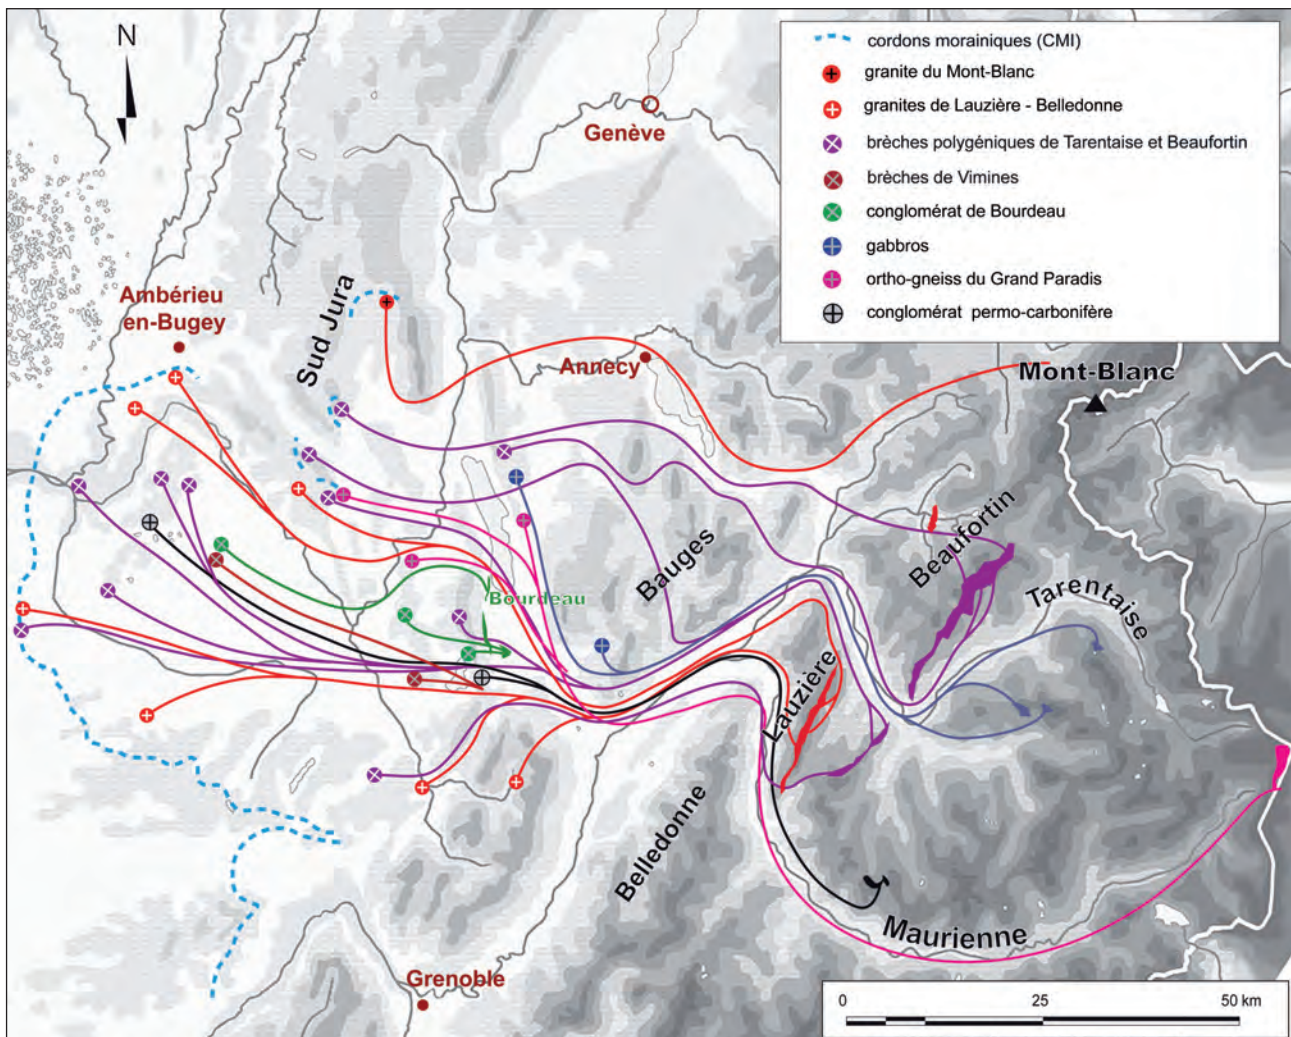 N
cordons morainiques (CMI)
granite du Mont-Blanc
granites de Lauzière - Belledonne
brèches polygéniques de Tarentaise et Beaufortin
brèches de Vimines
conglomérat de Bourdeau
gabbros
ortho-gneiss du Grand Paradis
conglomérat permo-carbonifère
Genève
Ambérieu
en-Bugey
Sud Jura
Annecy
Mont-Blanc
Beaufortin
Bauges
Tarentaise
Bourdeau
Lauzière
Belledonne
Maurienne
Grenoble
0 25 50 km